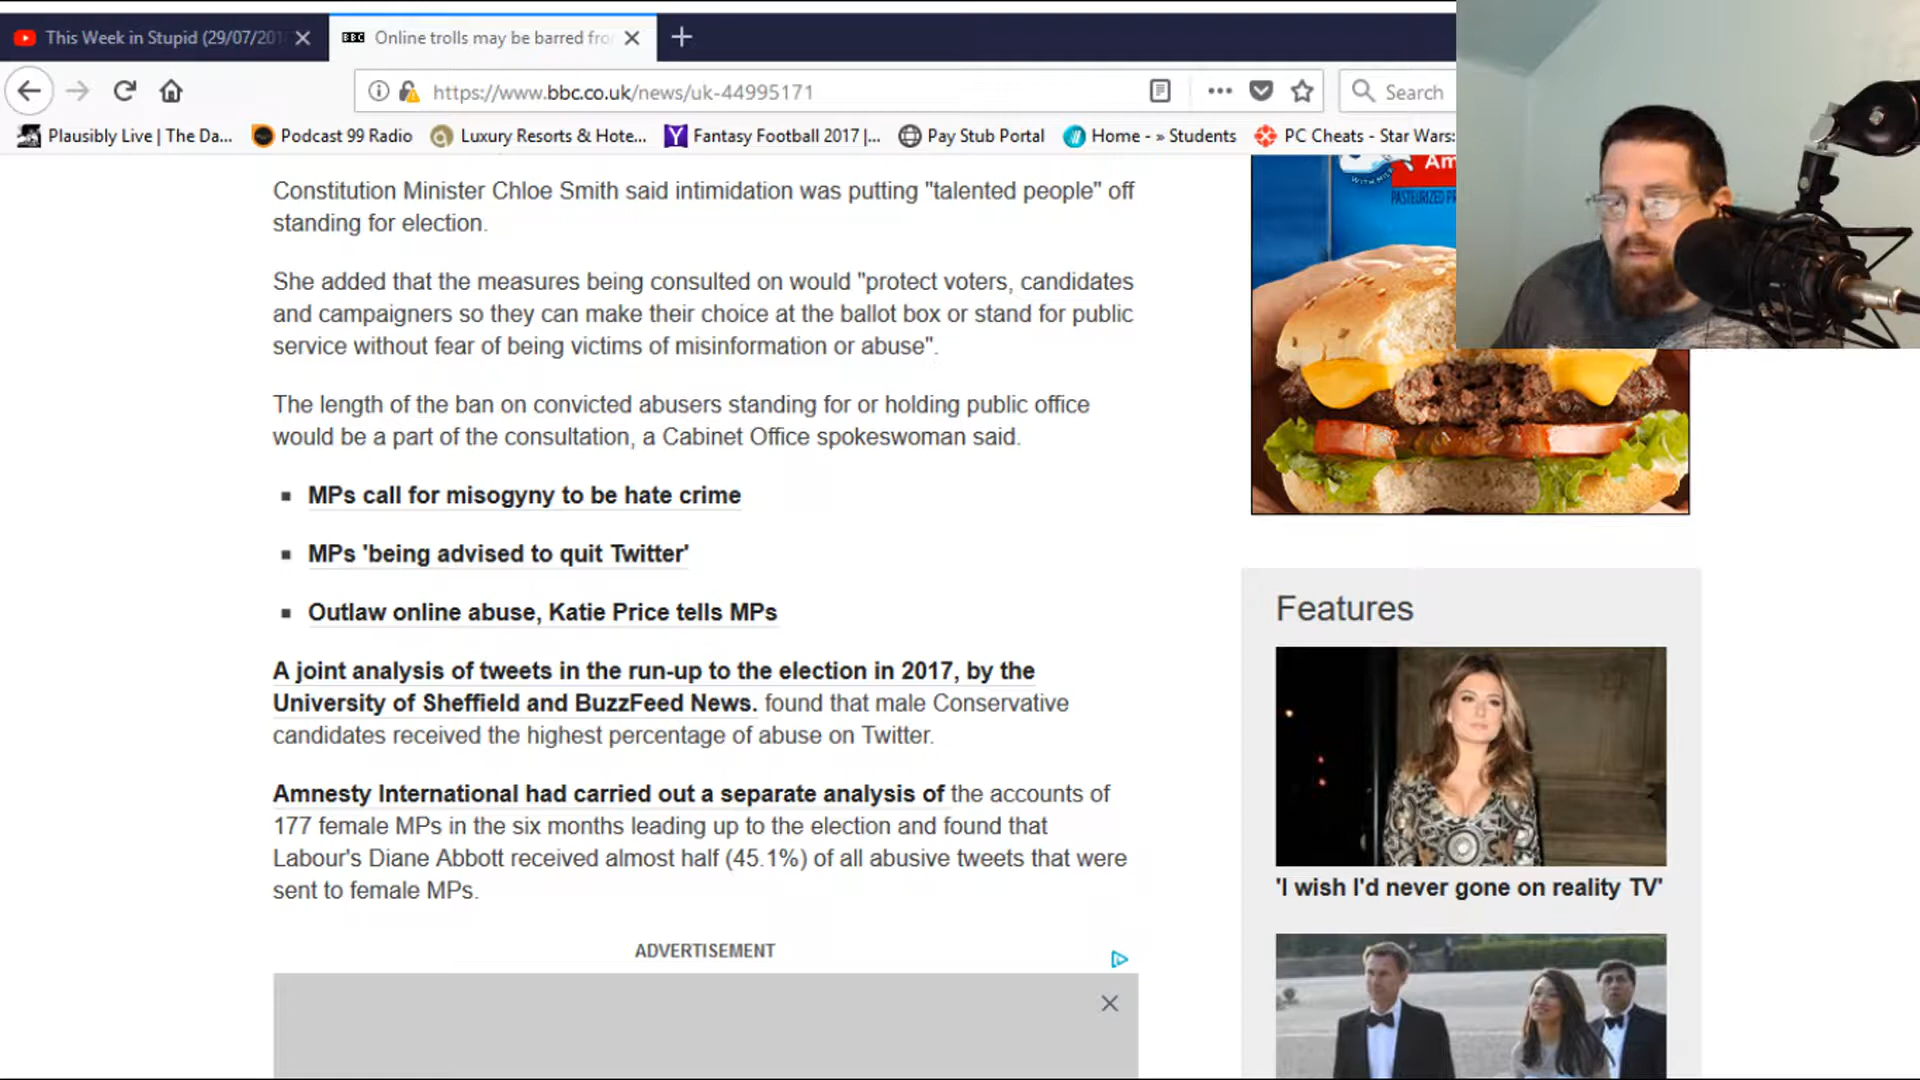 This Week in Stupid (29/07/201
BBC Online trolls may be barred fro
https://www.bbc.co.uk/news/uk-44995171
Search
Plausibly Live | The Da...
Podcast 99 Radio
Luxury Resorts & Hote...
Fantasy Football 2017 |...
Pay Stub Portal
Home - » Students
PC Cheats - Star Wars:
Constitution Minister Chloe Smith said intimidation was putting "talented people" off
standing for election.
She added that the measures being consulted on would "protect voters, candidates
and campaigners so they can make their choice at the ballot box or stand for public
service without fear of being victims of misinformation or abuse".
The length of the ban on convicted abusers standing for or holding public office
would be a part of the consultation, a Cabinet Office spokeswoman said.
MPs call for misogyny to be hate crime
MPs 'being advised to quit Twitter'
Outlaw online abuse, Katie Price tells MPs
A joint analysis of tweets in the run-up to the election in 2017, by the
University of Sheffield and BuzzFeed News. found that male Conservative
candidates received the highest percentage of abuse on Twitter.
Amnesty International had carried out a separate analysis of the accounts of
177 female MPs in the six months leading up to the election and found that
Labour's Diane Abbott received almost half (45.1%) of all abusive tweets that were
sent to female MPs.
ADVERTISEMENT
Am
WITH MILK
PASTEURIZED PR
Features
'I wish I'd never gone on reality TV'